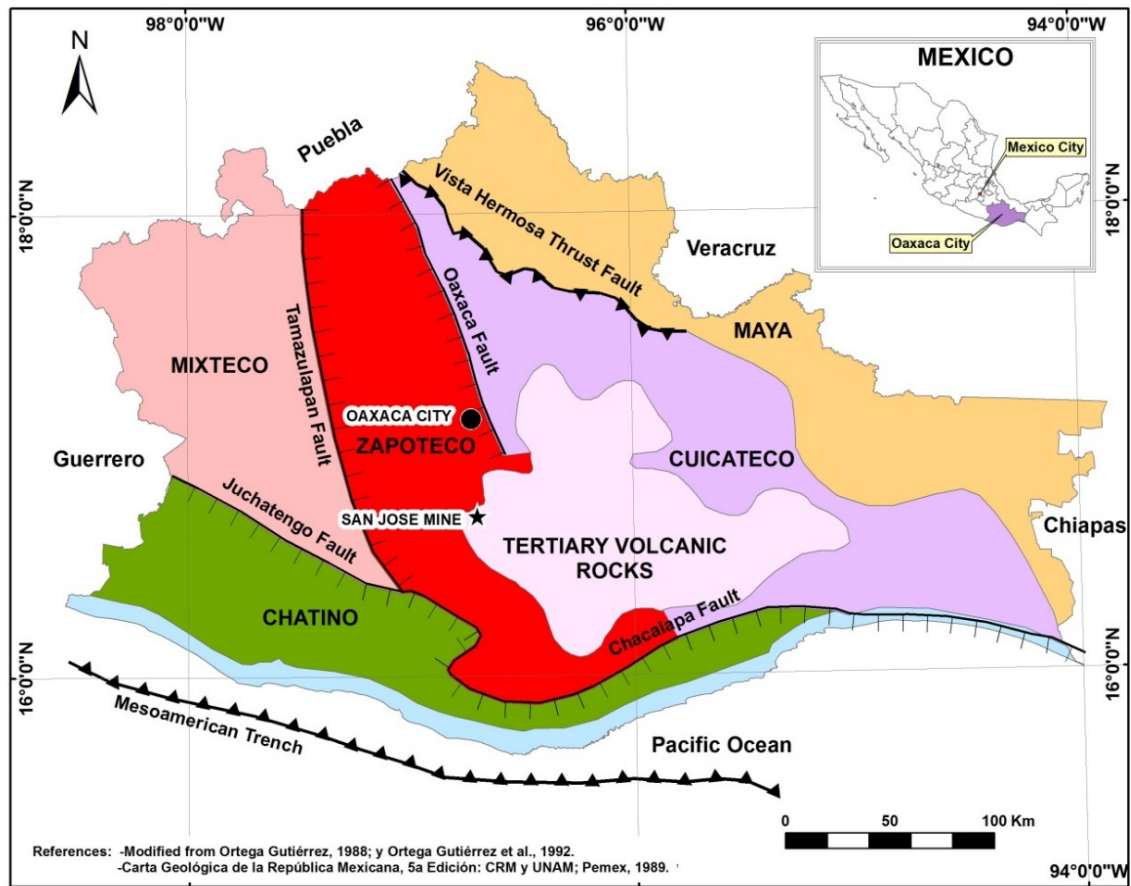 98°0'0"W
96°0'0"W
94°0'0"W
N
MEXICO
Mexico City
Oaxaca City
Puebla
Vista Hermosa Thrust Fault
18°0'0"N
18°0'0"N
Veracruz
Oaxaca Fault
MAYA
Tamazulapan Fault
MIXTECO
OAXACA CITY
ZAPOTECO
CUICATECO
Guerrero
Juchatengo Fault
SAN JOSE MINE
Chiapas
TERTIARY VOLCANIC
ROCKS
CHATINO
Chacalapa Fault
16°0'0"N
16°0'0"N
Mesoamerican Trench
Pacific Ocean
0 50 100 Km
References: -Modified from Ortega Gutiérrez, 1988; y Ortega Gutiérrez et al., 1992.
-Carta Geológica de la República Mexicana, 5a Edición: CRM y UNAM; Pemex, 1989.
94°0'0"W